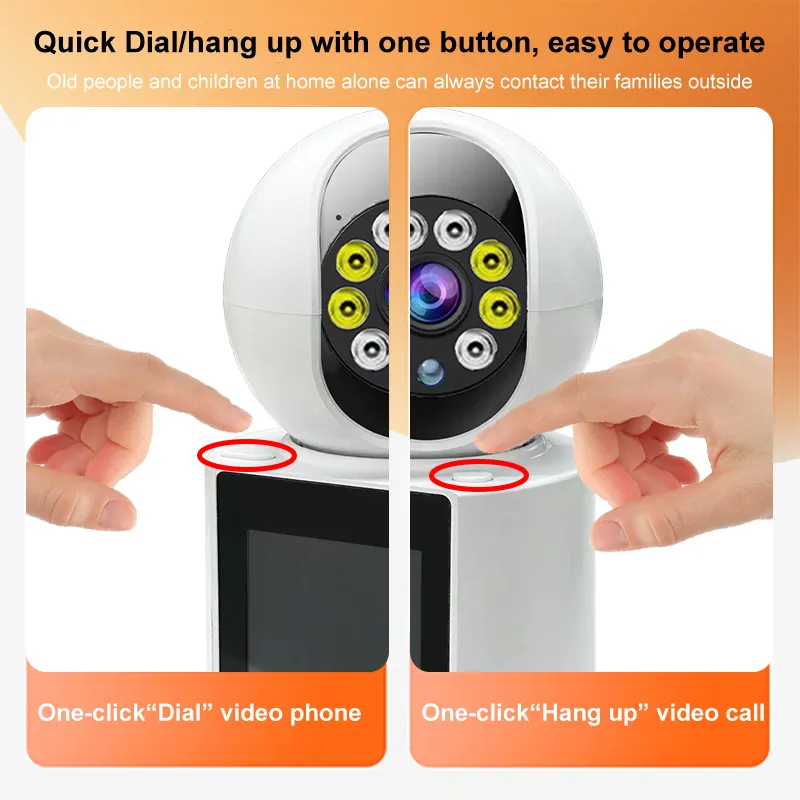 Quick Dial/hang up with one button, easy to operate
Old people and children at home alone can always contact their families outside
One-click“Dial” video phone
One-click“Hang up” video call